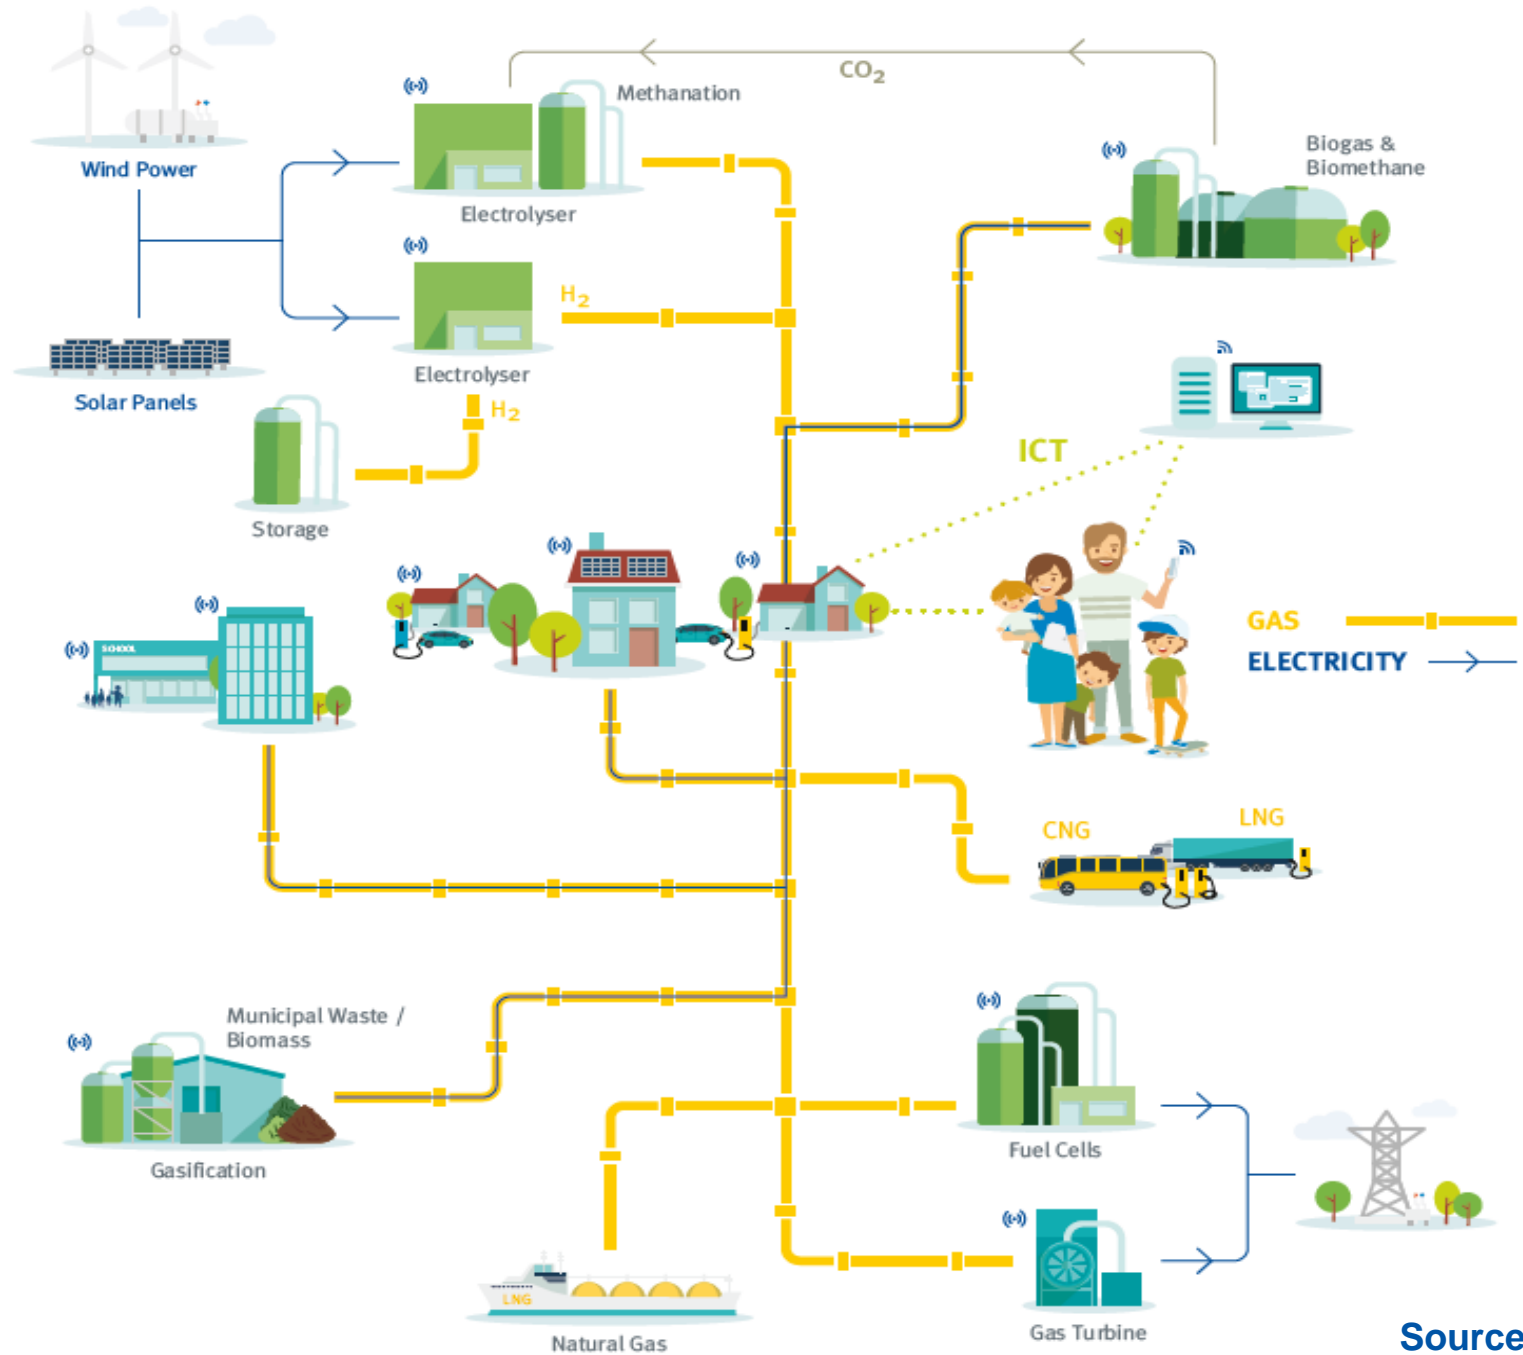 CO2
Methanation
Biogas &
Biomethane
Wind Power
Electrolyser
H2
Electrolyser
Solar Panels
H2
ICT
Storage
SCHOOL
GAS
ELECTRICITY
CNG
LNG
Municipal Waste /
Biomass
Fuel Cells
Gasification
LNG
Natural Gas
Gas Turbine
Source